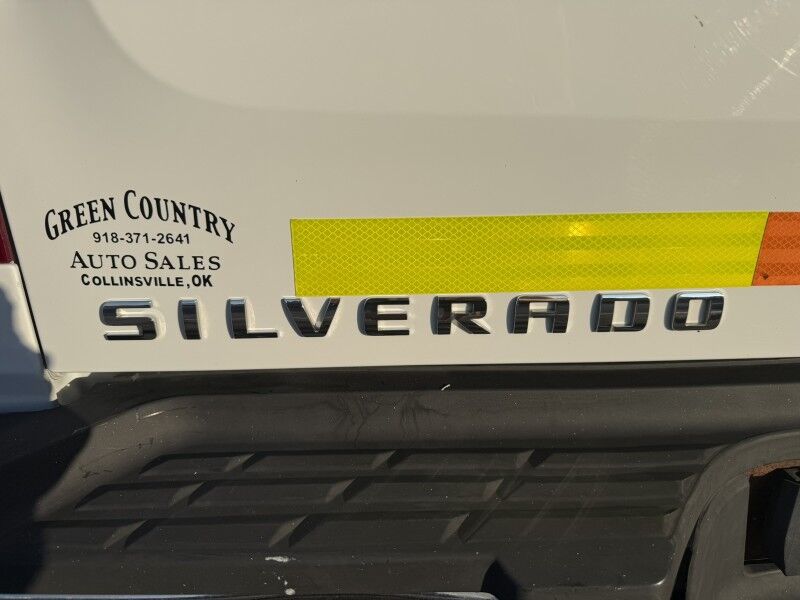 GREEN COUNTRY
918-371-2641
AUTO SALES
COLLINSVILLE, OK
SILVERADO